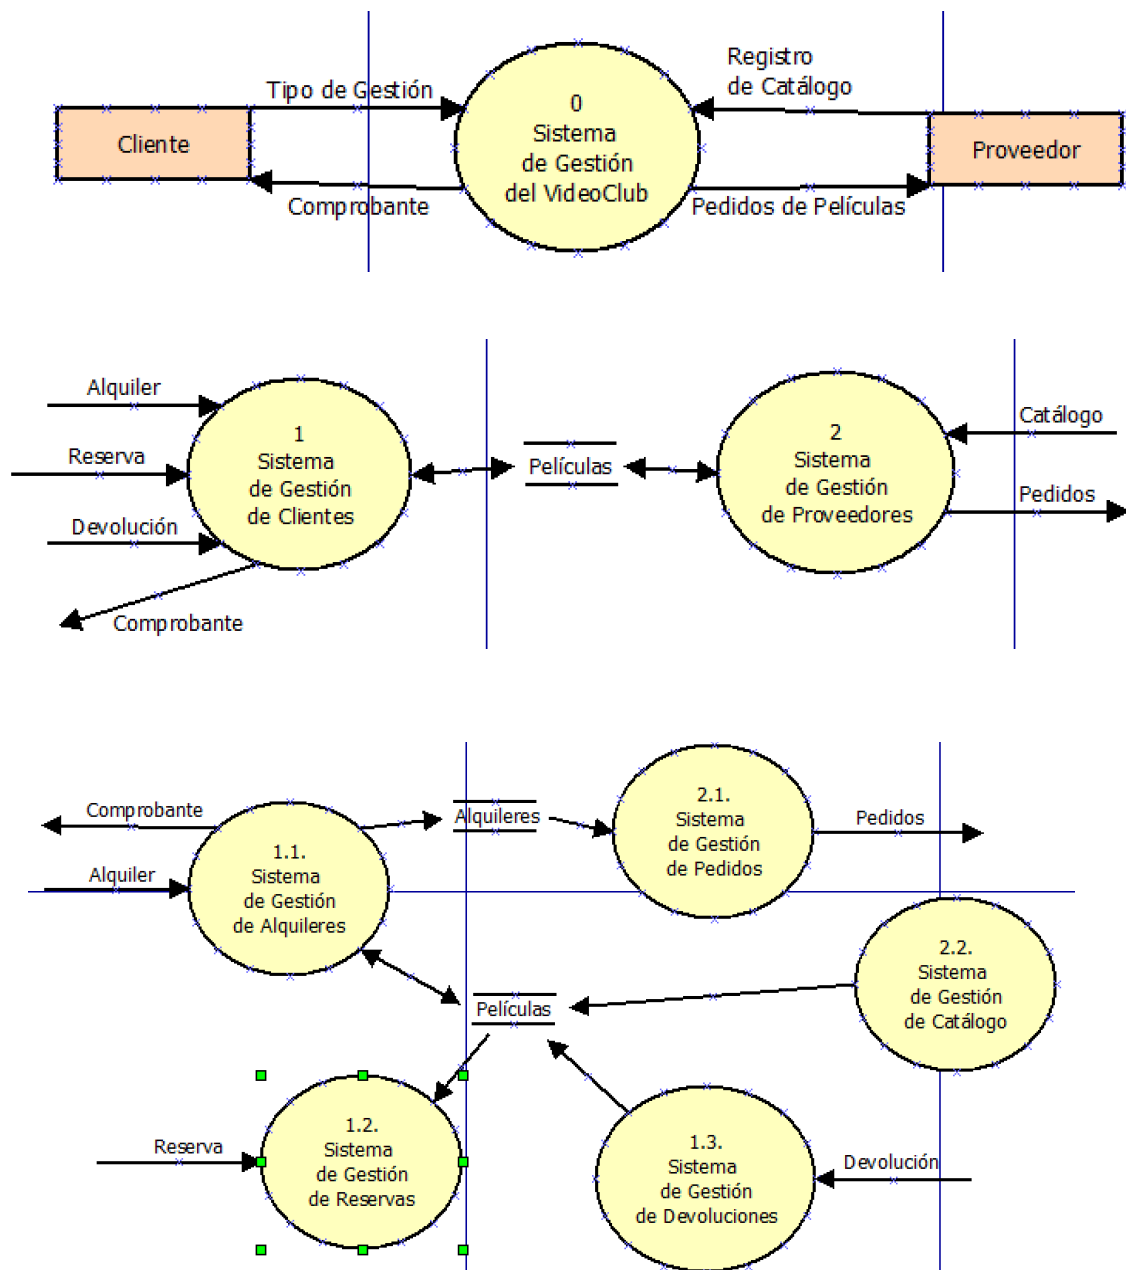 Tipo de Gestión
Cliente
Comprobante
0
Sistema
de Gestión
del VideoClub
Registro
de Catálogo
Proveedor
Pedidos de Películas
Alquiler
Reserva
Devolución
Comprobante
1
Sistema
de Gestión
de Clientes
Películas
2
Sistema
de Gestión
de Proveedores
Catálogo
Pedidos
Comprobante
Alquiler
1.1.
Sistema
de Gestión
de Alquileres
Alquileres
2.1.
Sistema
de Gestión
de Pedidos
Pedidos
Películas
2.2.
Sistema
de Gestión
de Catálogo
Reserva
1.2.
Sistema
de Gestión
de Reservas
1.3.
Sistema
de Gestión
de Devoluciones
Devolución